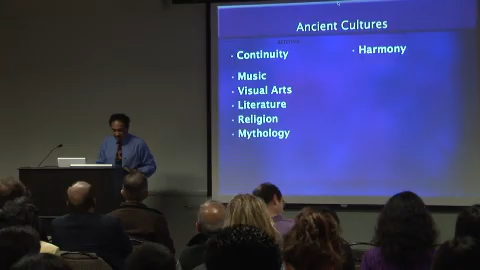 Ancient Cultures
· Continuity
· Harmony
· Music
· Visual Arts
· Literature
· Religion
· Mythology